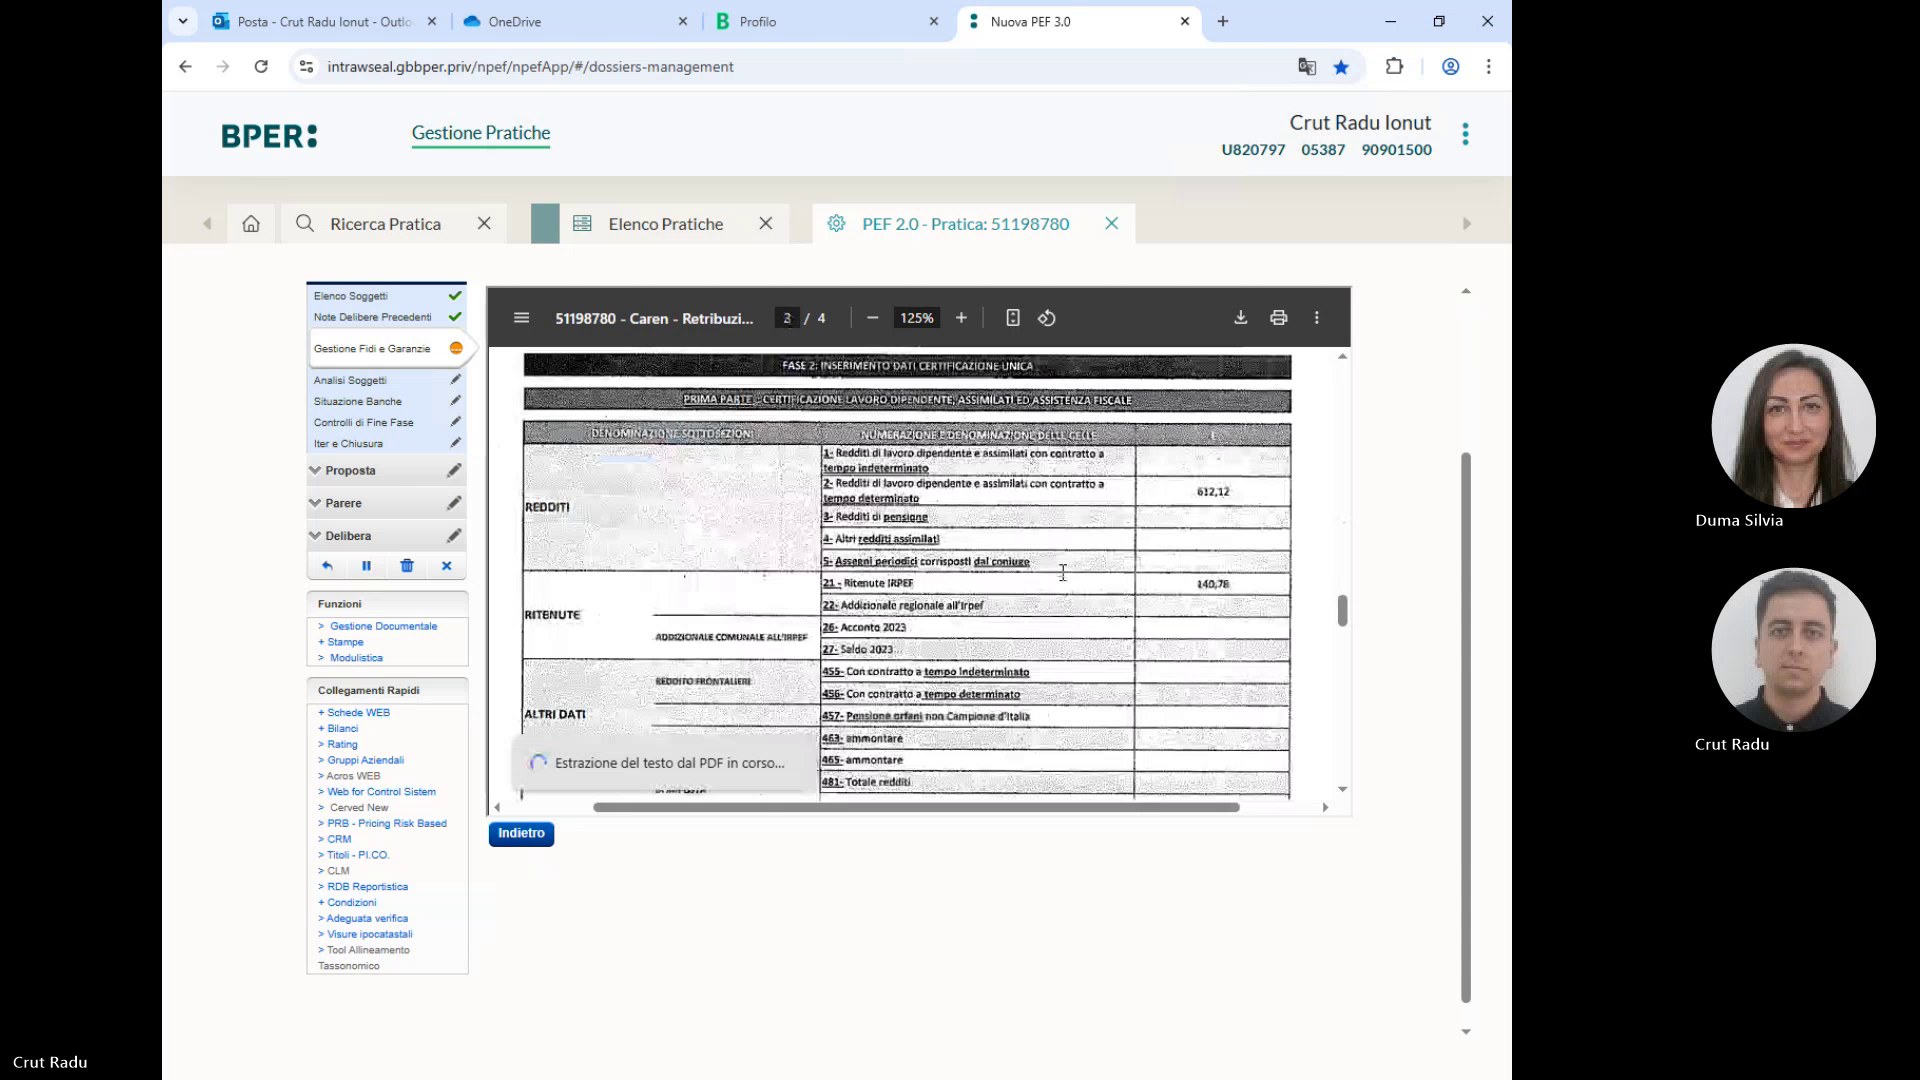 Posta - Crut Radu Ionut - Outlo
OneDrive
Profilo
Nuova PEF 3.0
intrawseal.gbbper.priv/npef/npefApp/#/dossiers-management
BPER:
Gestione Pratiche
Crut Radu Ionut
U820797 05387 90901500
Ricerca Pratica
Elenco Pratiche
PEF 2.0 - Pratica: 51198780
Elenco Soggetti
Note Delibere Precedenti
Gestione Fidi e Garanzie
Analisi Soggetti
Situazione Banche
Controlli di Fine Fase
Iter e Chiusura
Proposta
Parere
Delibera
Funzioni
> Gestione Documentale
+ Stampe
> Modulistica
Collegamenti Rapidi
+ Schede WEB
+ Bilanci
> Rating
> Gruppi Aziendali
> Acros WEB
> Web for Control Sistem
> Cerved New
> PRB - Pricing Risk Based
> CRM
> Titoli - PI.CO.
> CLM
> RDB Reportistica
+ Condizioni
> Adeguata verifica
> Visure ipocatastali
> Tool Allineamento
Tassonomico
51198780 - Caren - Retribuzi...
/ 4
125%
FASE 2: INSERIMENTO DATI CERTIFICAZIONE UNICA
PRIMA PARTE - CERTIFICAZIONE LAVORO DIPENDENTE, ASSIMILATI ED ASSISTENZA FISCALE
DENOMINAZIONE SOTTOSEZIONI
NUMERAZIONE E DENOMINAZIONE DELLE CELLE
REDDITI
1- Redditi di lavoro dipendente e assimilati con contratto a
tempo indeterminato
2- Redditi di lavoro dipendente e assimilati con contratto a
tempo determinato
612,12
3- Redditi di pensione
4- Altri redditi assimilati
5- Assegni periodici corrisposti dal coniuge
RITENUTE
21 - Ritenute IRPEF
140,78
22- Addizionale regionale all'Irpef
ADDIZIONALE COMUNALE ALL'IRPEF
26- Acconto 2023
27- Saldo 2023
ALTRI DATI
REDDITO FRONTALIERI
455- Con contratto a tempo indeterminato
456- Con contratto a tempo determinato
457- Pensione orfani non Campione d'Italia
463- ammontare
465- ammontare
481- Totale redditi
Estrazione del testo dal PDF in corso...
Indietro
Duma Silvia
Crut Radu
Crut Radu